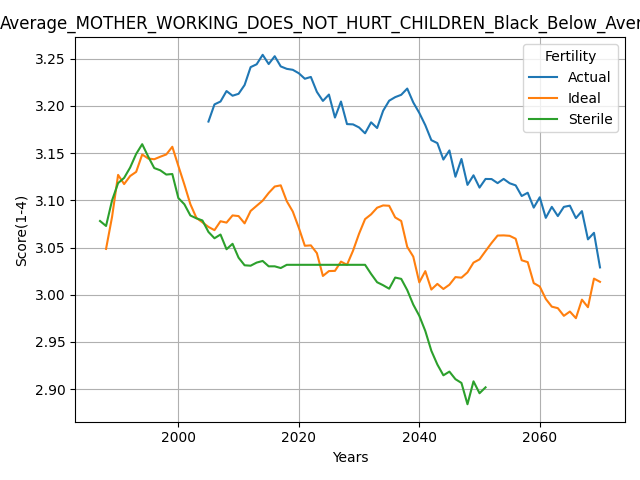 Average_MOTHER_WORKING_DOES_NOT_HURT_CHILDREN_Black_Below_Aver
Fertility
Actual
Ideal
Sterile
Score(1-4)
3.25
3.20
3.15
3.10
3.05
3.00
2.95
2.90
2000 2020 2040 2060
Years